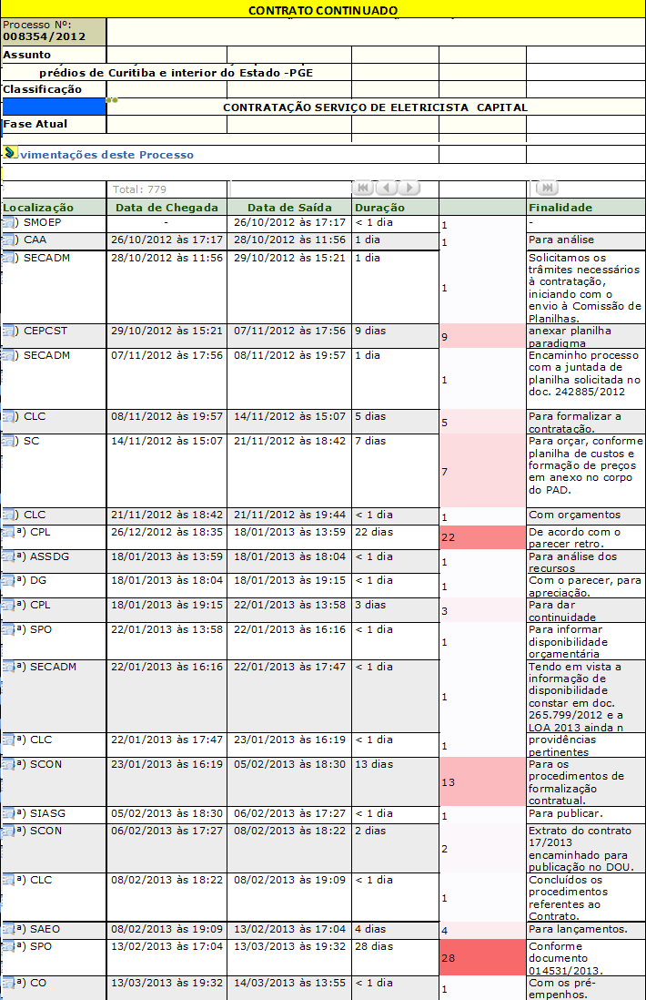 CONTRATO CONTINUADO
Processo Nº:
008354/2012
Assunto
prédios de Curitiba e interior do Estado -PGE
Classificação
CONTRATAÇÃO SERVIÇO DE ELETRICISTA CAPITAL
Fase Atual
vimentações deste Processo
Total: 779
Localização Data de Chegada Data de Saída Duração Finalidade
) SMOEP - 26/10/2012 às 17:17 < 1 dia 1 -
) CAA 26/10/2012 às 17:17 28/10/2012 às 11:56 1 dia 1 Para análise
) SECADM 28/10/2012 às 11:56 29/10/2012 às 15:21 1 dia 1 Solicitamos os
trâmites necessários
à contratação,
iniciando com o
envio à Comissão de
Planilhas.
) CEPCST 29/10/2012 às 15:21 07/11/2012 às 17:56 9 dias 9 anexar planilha
paradigma
) SECADM 07/11/2012 às 17:56 08/11/2012 às 19:57 1 dia 1 Encaminho processo
com a juntada de
planilha solicitada no
doc. 242885/2012
) CLC 08/11/2012 às 19:57 14/11/2012 às 15:07 5 dias 5 Para formalizar a
contratação.
) SC 14/11/2012 às 15:07 21/11/2012 às 18:42 7 dias 7 Para orçar, conforme
planilha de custos e
formação de preços
em anexo no corpo
do PAD.
) CLC 21/11/2012 às 18:42 21/11/2012 às 19:44 < 1 dia 1 Com orçamentos
ª) CPL 26/12/2012 às 18:35 18/01/2013 às 13:59 22 dias 22 De acordo com o
parecer retro.
ª) ASSDG 18/01/2013 às 13:59 18/01/2013 às 18:04 < 1 dia 1 Para análise dos
recursos
ª) DG 18/01/2013 às 18:04 18/01/2013 às 19:15 < 1 dia 1 Com o parecer, para
apreciação.
ª) CPL 18/01/2013 às 19:15 22/01/2013 às 13:58 3 dias 3 Para dar
continuidade
ª) SPO 22/01/2013 às 13:58 22/01/2013 às 16:16 < 1 dia 1 Para informar
disponibilidade
orçamentária
ª) SECADM 22/01/2013 às 16:16 22/01/2013 às 17:47 < 1 dia 1 Tendo em vista a
informação de
disponibilidade
constar em doc.
265.799/2012 e a
LOA 2013 ainda n
ª) CLC 22/01/2013 às 17:47 23/01/2013 às 16:19 < 1 dia 1 providências
pertinentes
ª) SCON 23/01/2013 às 16:19 05/02/2013 às 18:30 13 dias 13 Para os
procedimentos de
formalização
contratual.
ª) SIASG 05/02/2013 às 18:30 06/02/2013 às 17:27 < 1 dia 1 Para publicar.
ª) SCON 06/02/2013 às 17:27 08/02/2013 às 18:22 2 dias 2 Extrato do contrato
17/2013
encaminhado para
publicação no DOU.
ª) CLC 08/02/2013 às 18:22 08/02/2013 às 19:09 < 1 dia 1 Concluídos os
procedimentos
referentes ao
Contrato.
ª) SAEO 08/02/2013 às 19:09 13/02/2013 às 17:04 4 dias 4 Para lançamentos.
ª) SPO 13/02/2013 às 17:04 13/03/2013 às 19:32 28 dias 28 Conforme
documento
014531/2013.
ª) CO 13/03/2013 às 19:32 14/03/2013 às 13:55 < 1 dia 1 Com os pré-
empenhos.